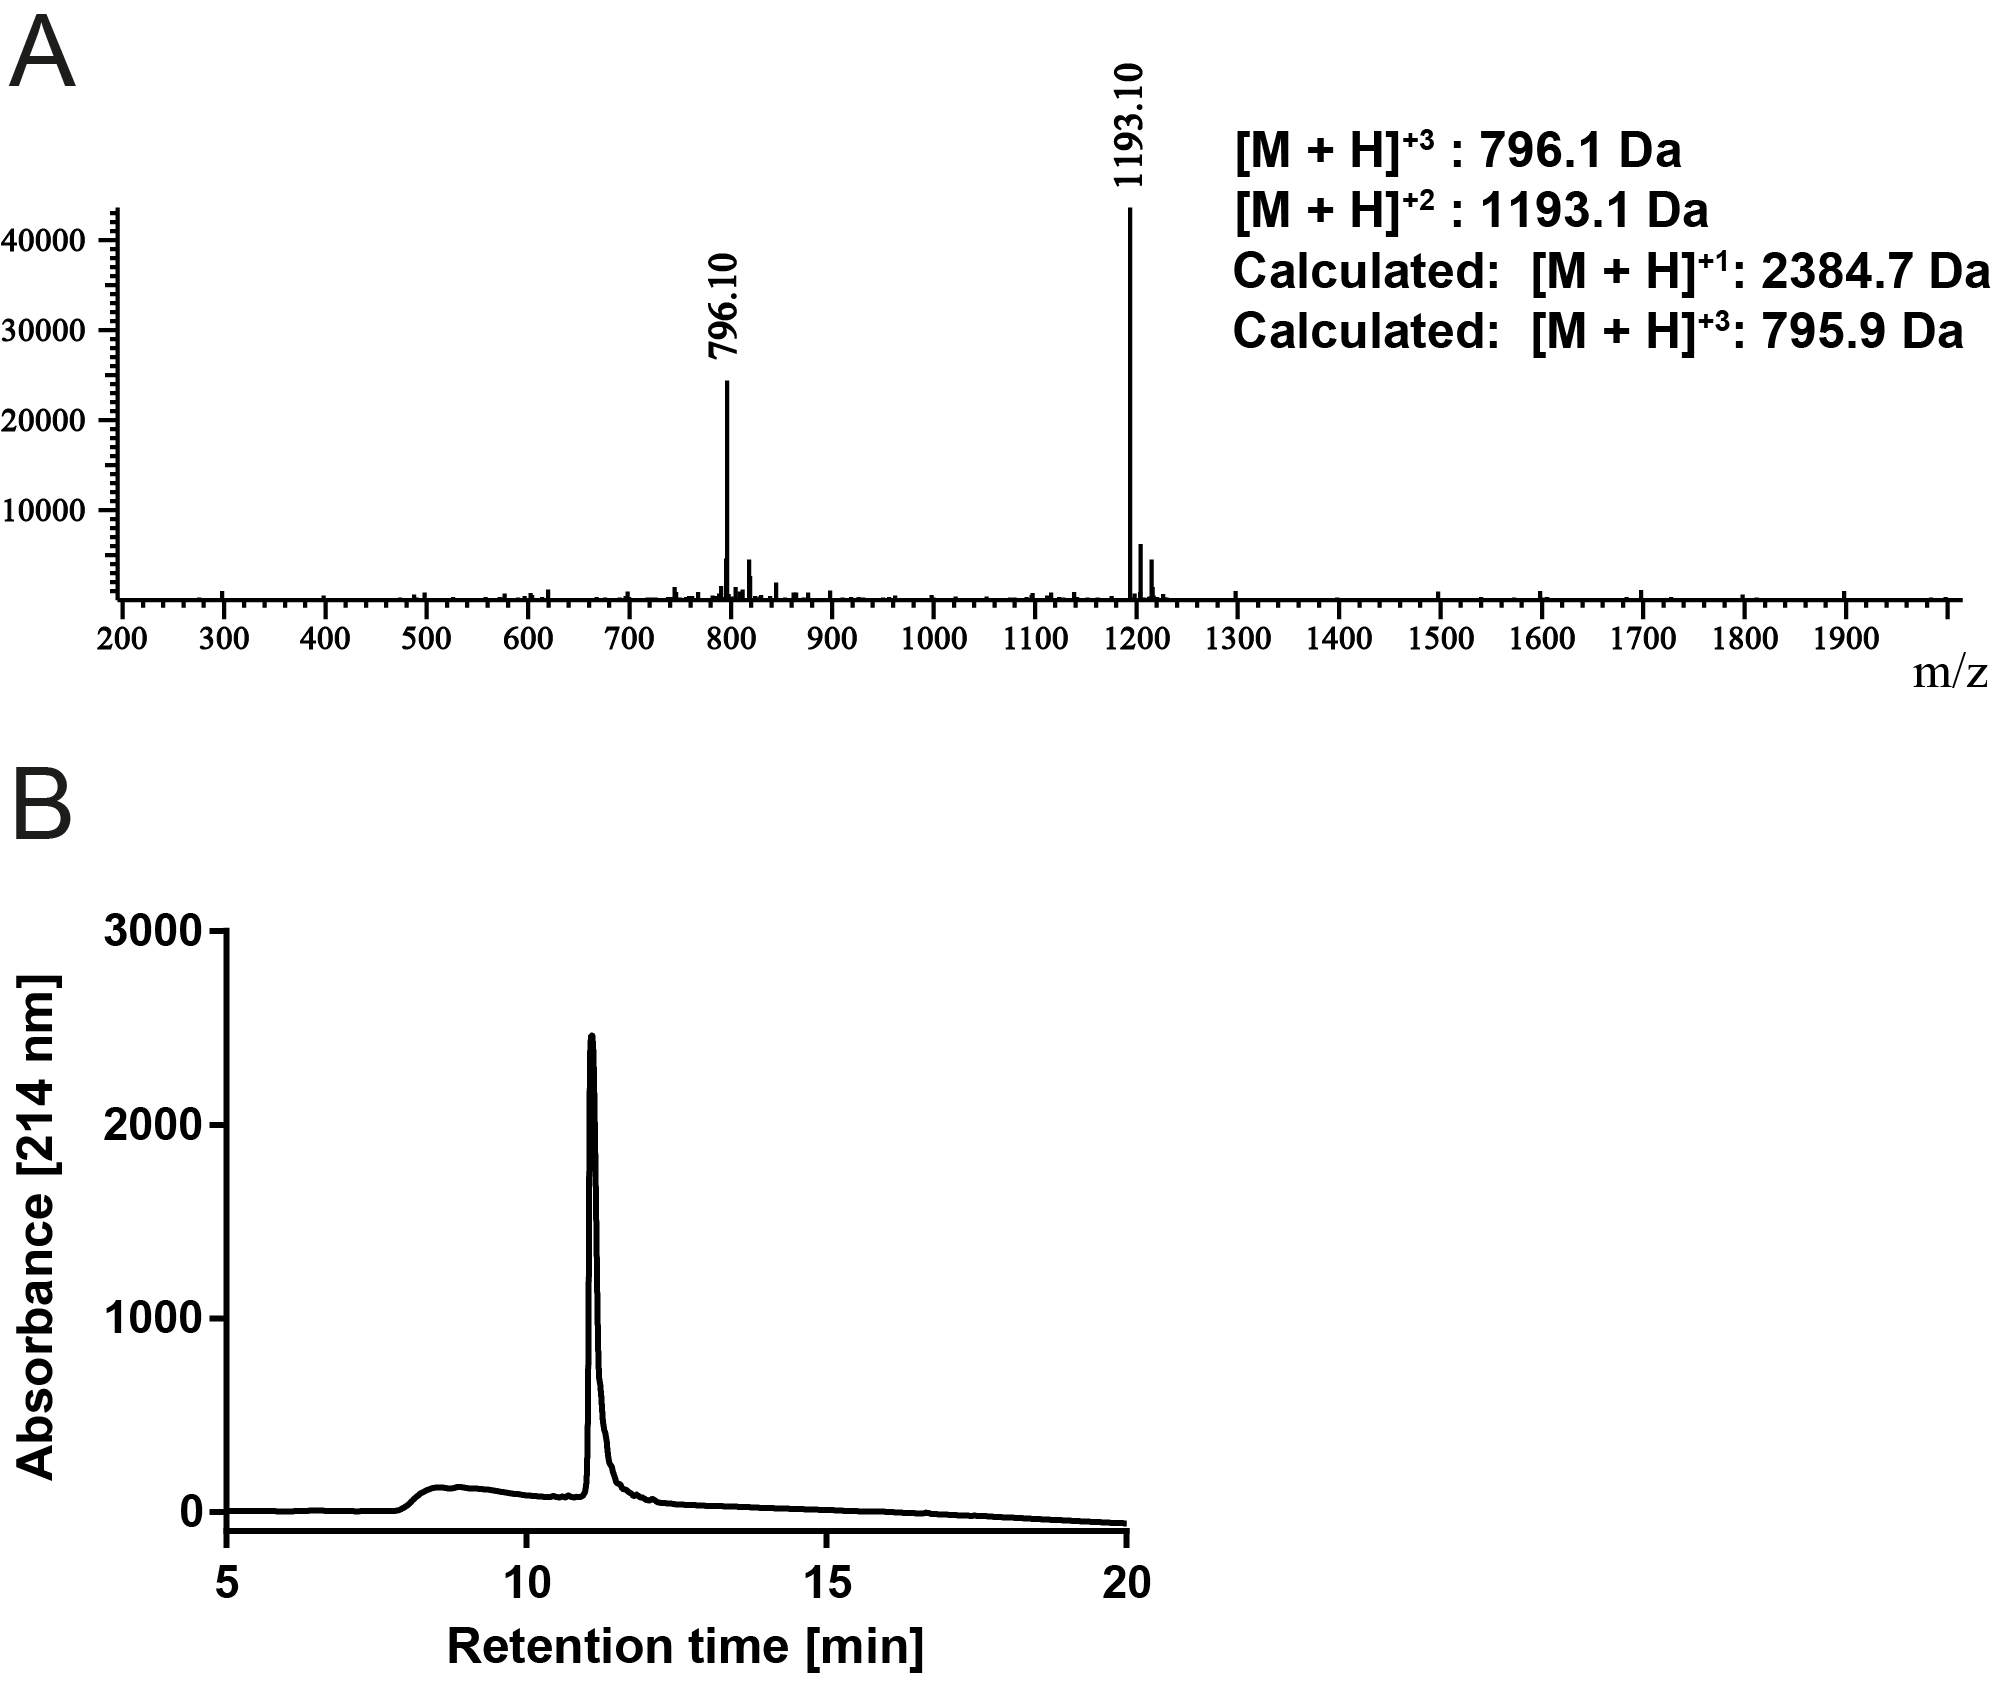 A
1193.10
[M + H]+3 : 796.1 Da
[M + H]+2 : 1193.1 Da
Calculated: [M + H]+1: 2384.7 Da
Calculated: [M + H]+3: 795.9 Da
796.10
40000
30000
20000
10000
200 300 400 500 600 700 800 900 1000 1100 1200 1300 1400 1500 1600 1700 1800 1900
m/z
B
Absorbance [214 nm]
3000
2000
1000
0
5 10 15 20
Retention time [min]